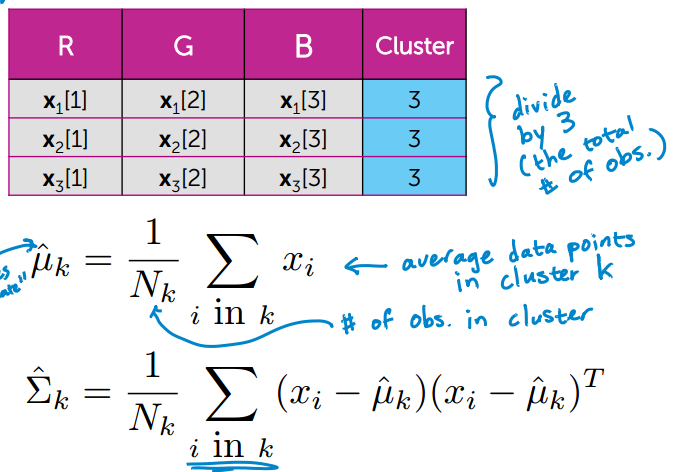 R G B Cluster
x₁[1] x₁[2] x₁[3] 3
x₂[1] x₂[2] x₂[3] 3
x₃[1] x₃[2] x₃[3] 3
divide
by 3
(the total
# of obs.)
μ̂ₖ = 1/Nₖ ∑ i in k xᵢ
← average data points
in cluster k
# of obs. in cluster
Σ̂ₖ = 1/Nₖ ∑ i in k (xᵢ − μ̂ₖ)(xᵢ − μ̂ₖ)ᵀ